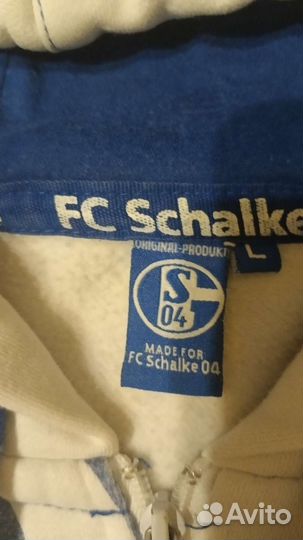 FC Schalke
ORIGINAL-PRODUKT
L
S
04
MADE FOR
FC Schalke 04
Avito